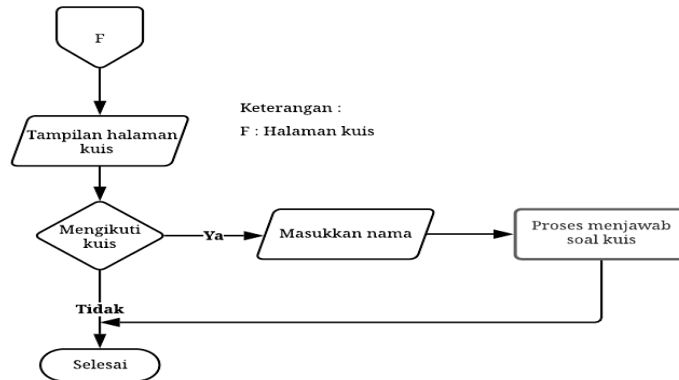 F
Keterangan :
F : Halaman kuis
Tampilan halaman
kuis
Mengikuti
kuis
Ya
Masukkan nama
Proses menjawab
soal kuis
Tidak
Selesai